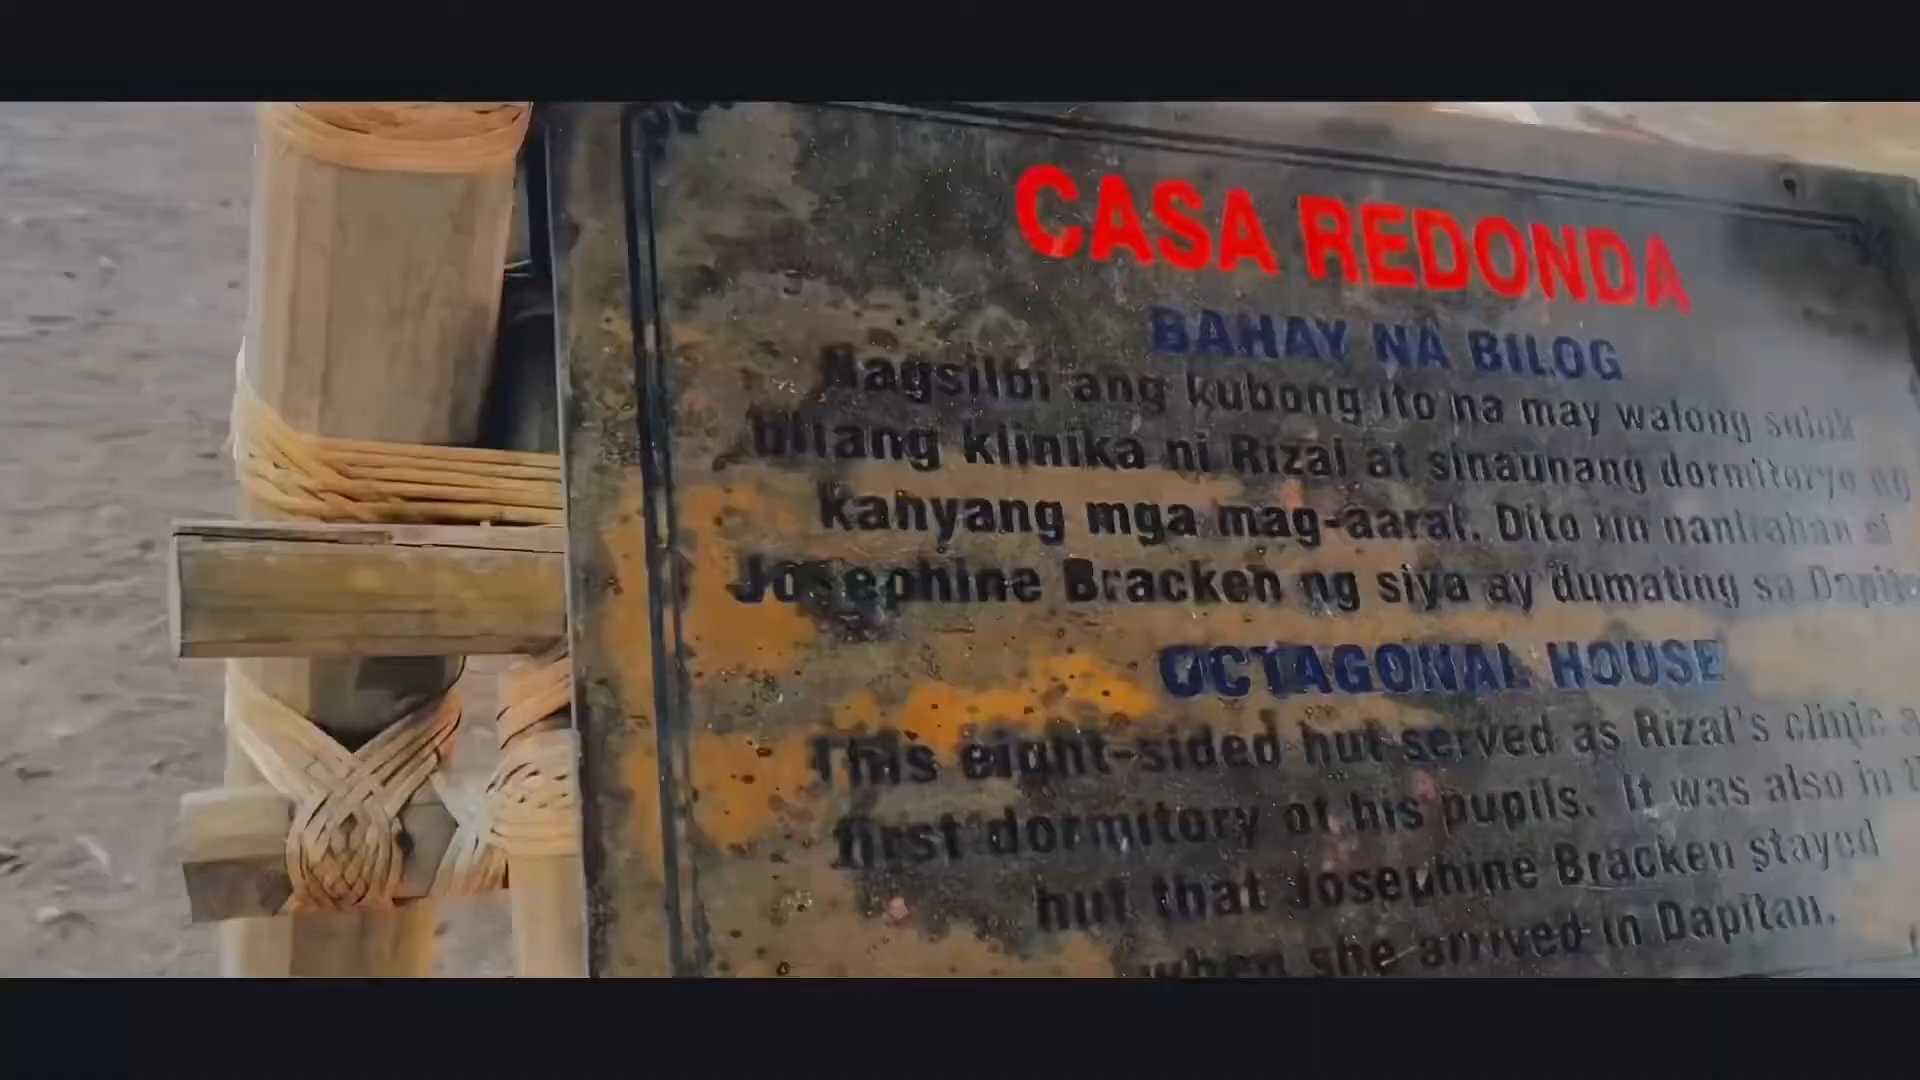 CASA REDONDA
BAHAY NA BILOG
Nagsilbi ang kubong ito na may walong sulok
bilang klinika ni Rizal at sinaunang dormitoryo ng
kanyang mga mag-aaral. Dito rin nanirahan si
Josephine Bracken ng siya ay dumating sa
OCTAGONAL HOUSE
This eight-sided hut served as Rizal's clinic
first dormitory of his pupils. It was also in
hut that Josephine Bracken stayed
when she arrived in Dapitan.